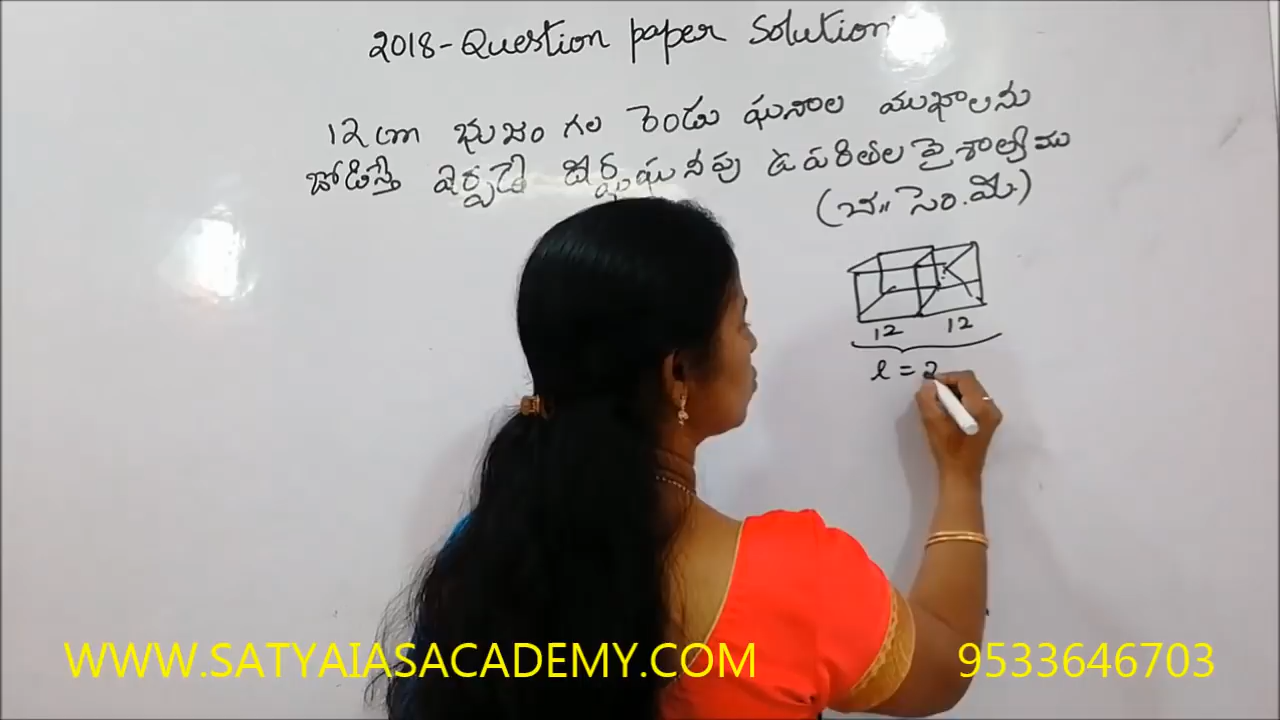 2018-Question paper Solution
12 cm భుజం గల రెండు ఘనాల ముఖాలను
జోడిస్తే ఏర్పడే దీర్ఘఘనపు ఉపరితల వైశాల్యము
(చ॥ సెం.మీ)
12 12
l = 2
WWW.SATYAIASACADEMY.COM 9533646703